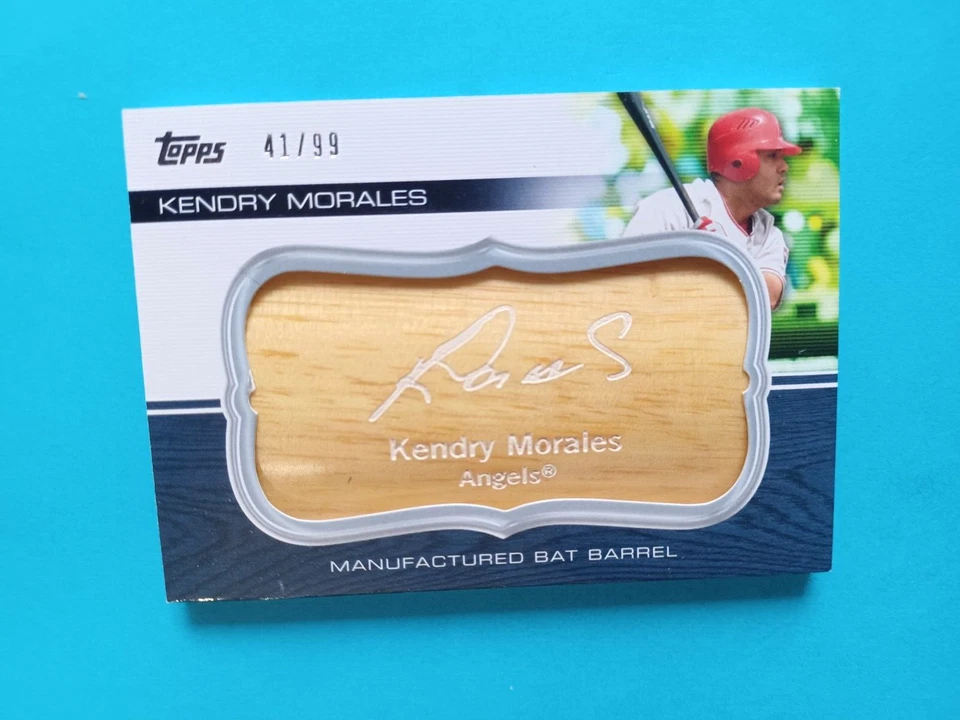 Topps 41/99
KENDRY MORALES
Kendry Morales
Angels®
MANUFACTURED BAT BARREL